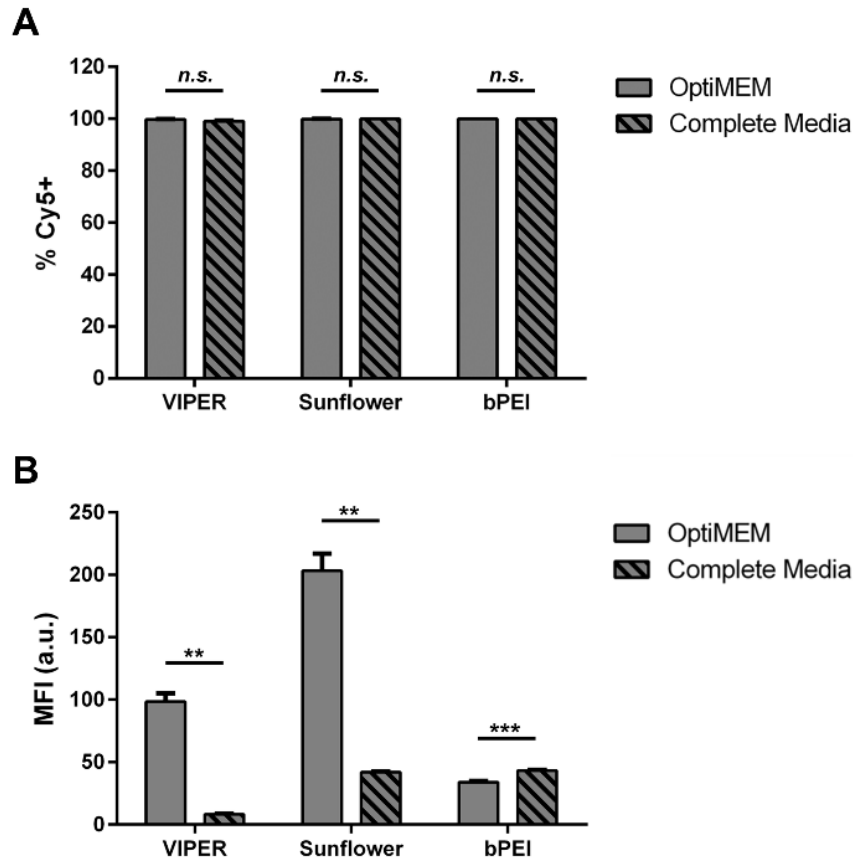 A
n.s. n.s. n.s.
120
100
80
60
40
20
0
% Cy5+
VIPER Sunflower bPEI
OptiMEM
Complete Media
B
** ** ***
250
200
150
100
50
0
MFI (a.u.)
VIPER Sunflower bPEI
OptiMEM
Complete Media